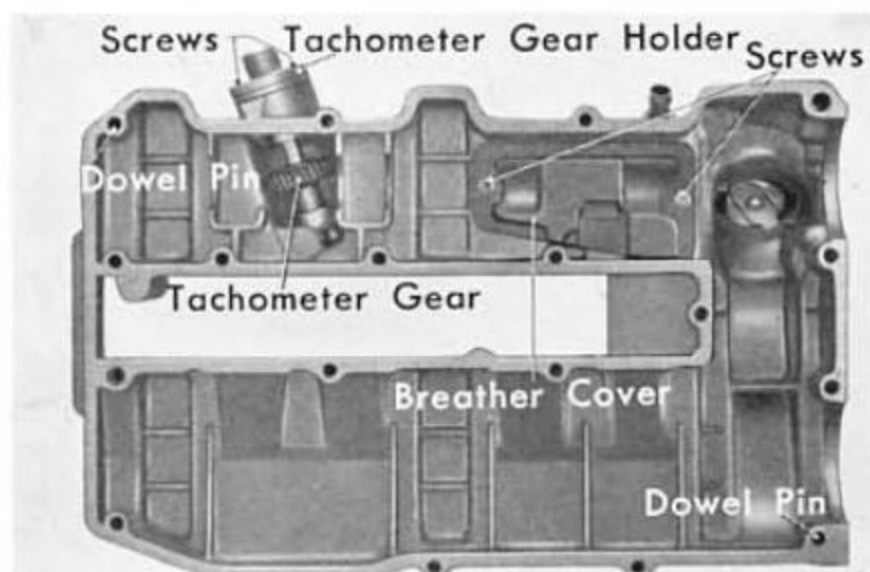 Screws Tachometer Gear Holder
Screws
Dowel Pin
Tachometer Gear
Breather Cover
Dowel Pin